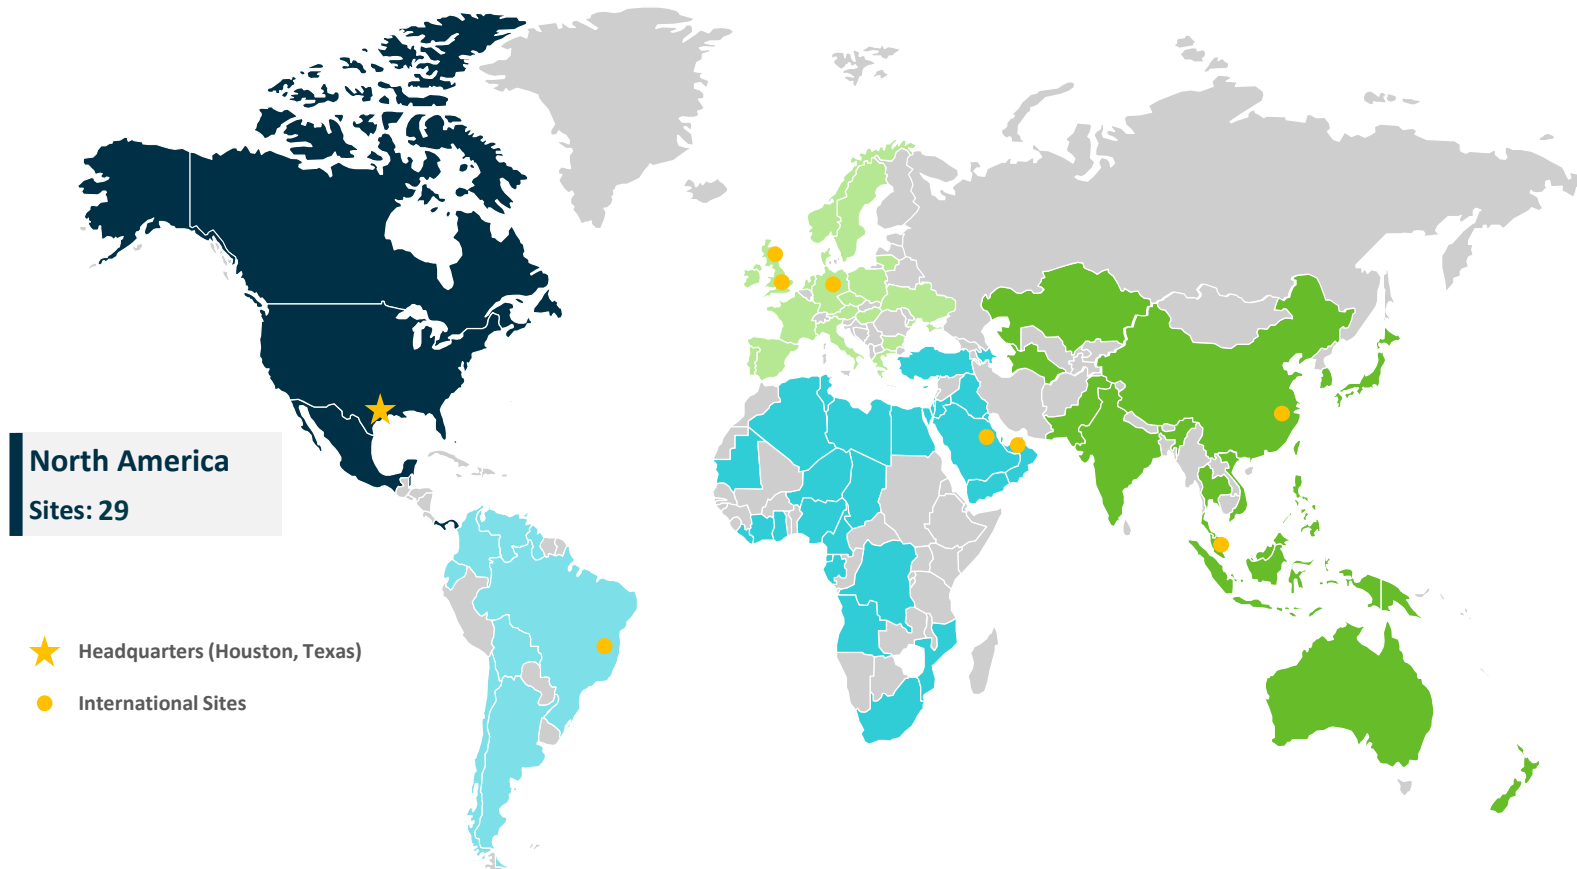 North America
Sites: 29
Headquarters (Houston, Texas)
International Sites